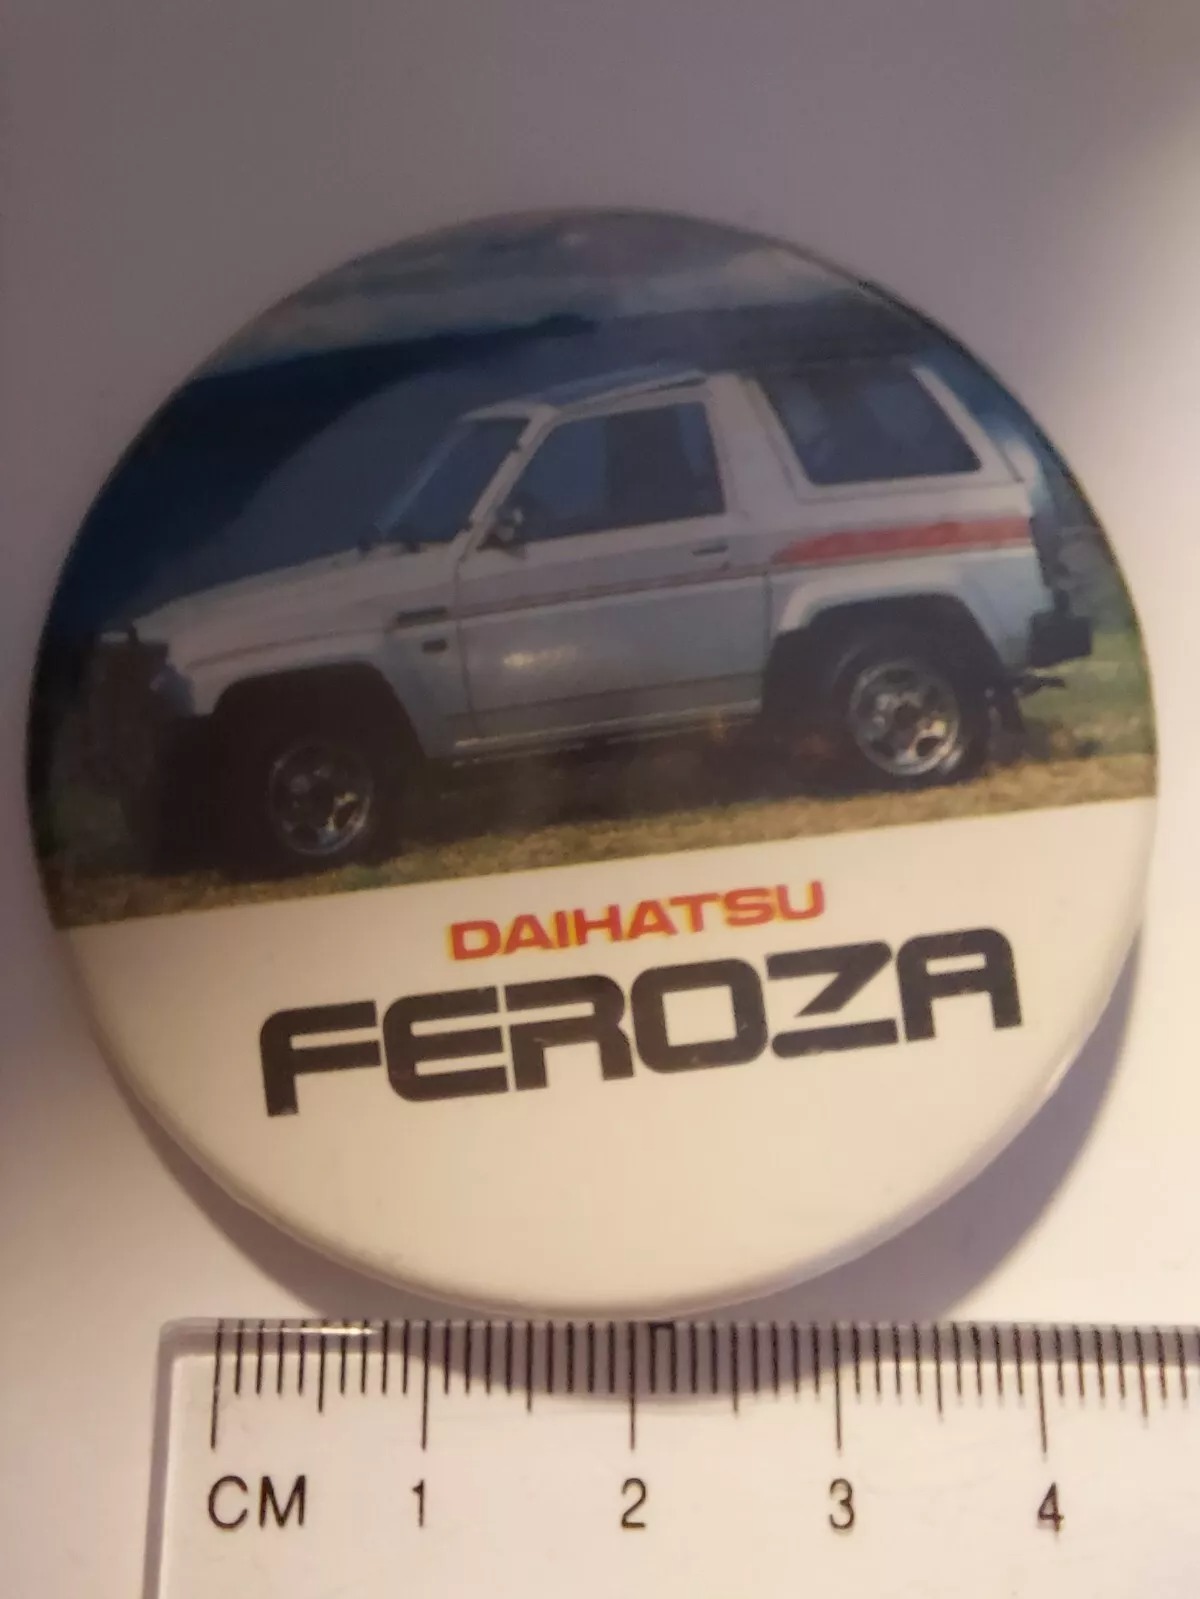 DAIHATSU
FEROZA
CM 1 2 3 4